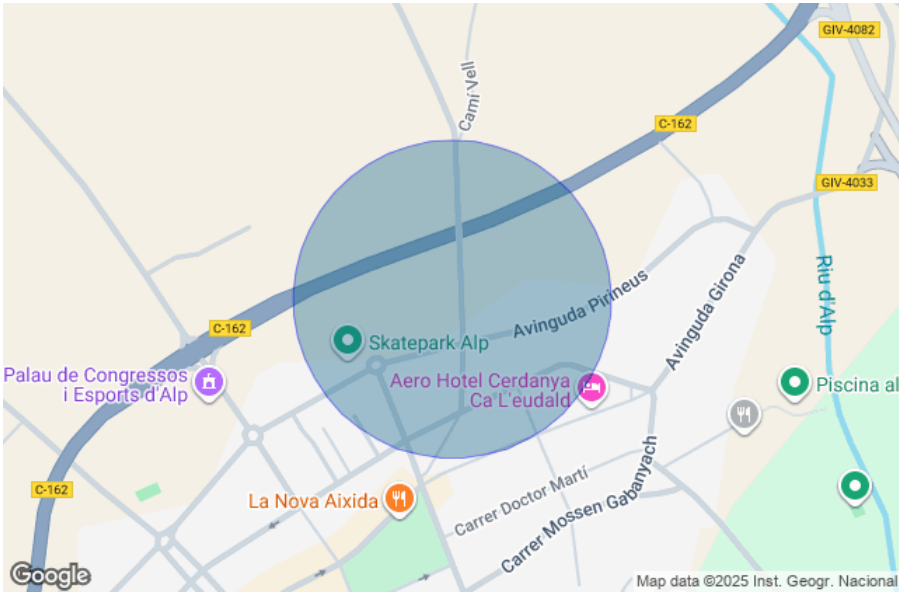 GIV-4082
Camí Vell
C-162
GIV-4033
Riu d'Alp
Avinguda Pirineus
Avinguda Girona
C-162
Skatepark Alp
Palau de Congressos
i Esports d'Alp
Aero Hotel Cerdanya
Ca L'eudald
Piscina al
C-162
La Nova Aixida
Carrer Doctor Martí
Carrer Mossen Gabanyach
Google
Map data ©2025 Inst. Geogr. Nacional